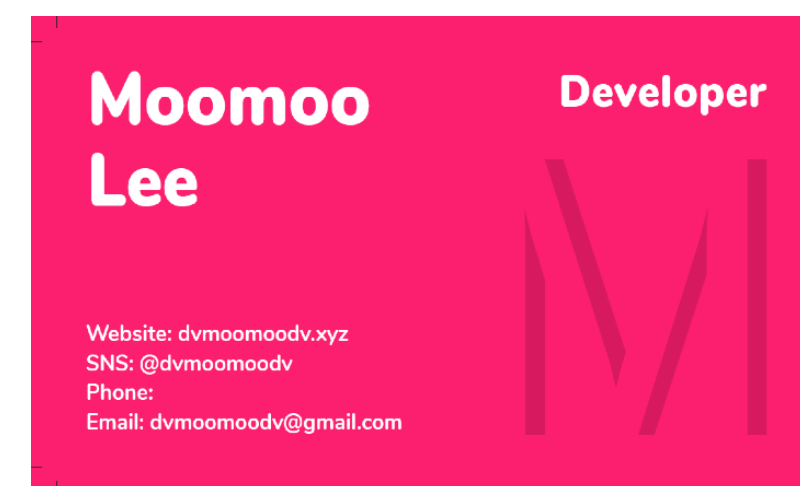 Moomoo
Lee
Developer
M
Website: dvmoomoodv.xyz
SNS: @dvmoomoodv
Phone:
Email: dvmoomoodv@gmail.com